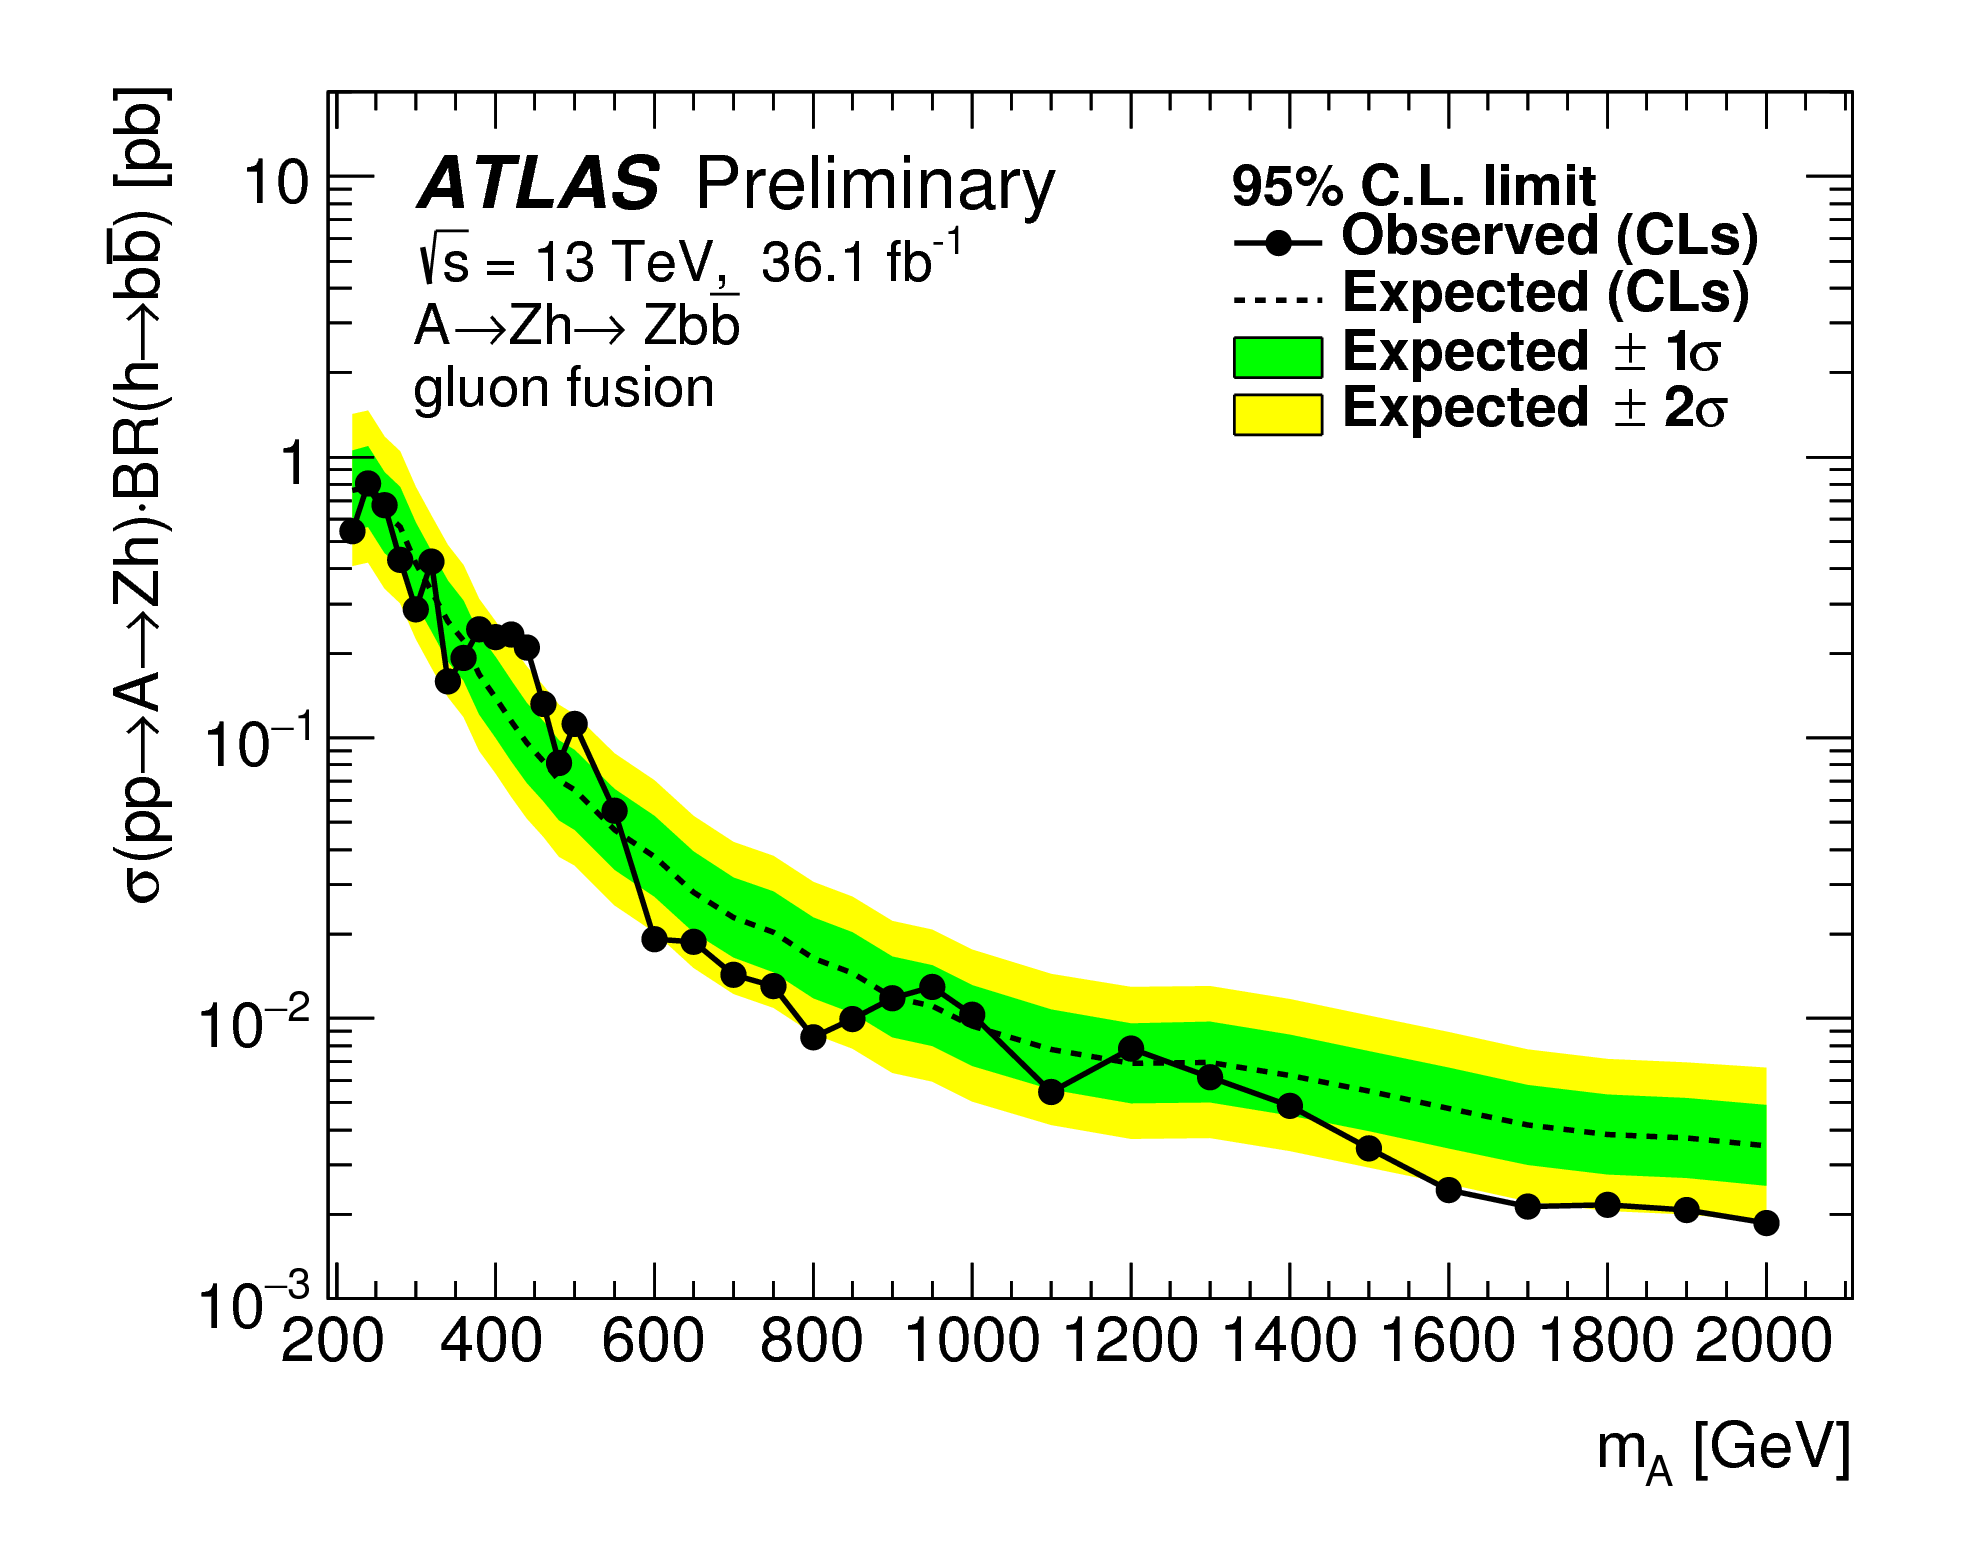 σ(pp→A→Zh)·BR(h→bb̅) [pb]
ATLAS Preliminary
√s = 13 TeV, 36.1 fb⁻¹
A→Zh→ Zbb̅
gluon fusion
95% C.L. limit
Observed (CLs)
Expected (CLs)
Expected ± 1σ
Expected ± 2σ
10
1
10⁻¹
10⁻²
10⁻³
200 400 600 800 1000 1200 1400 1600 1800 2000
m_A [GeV]